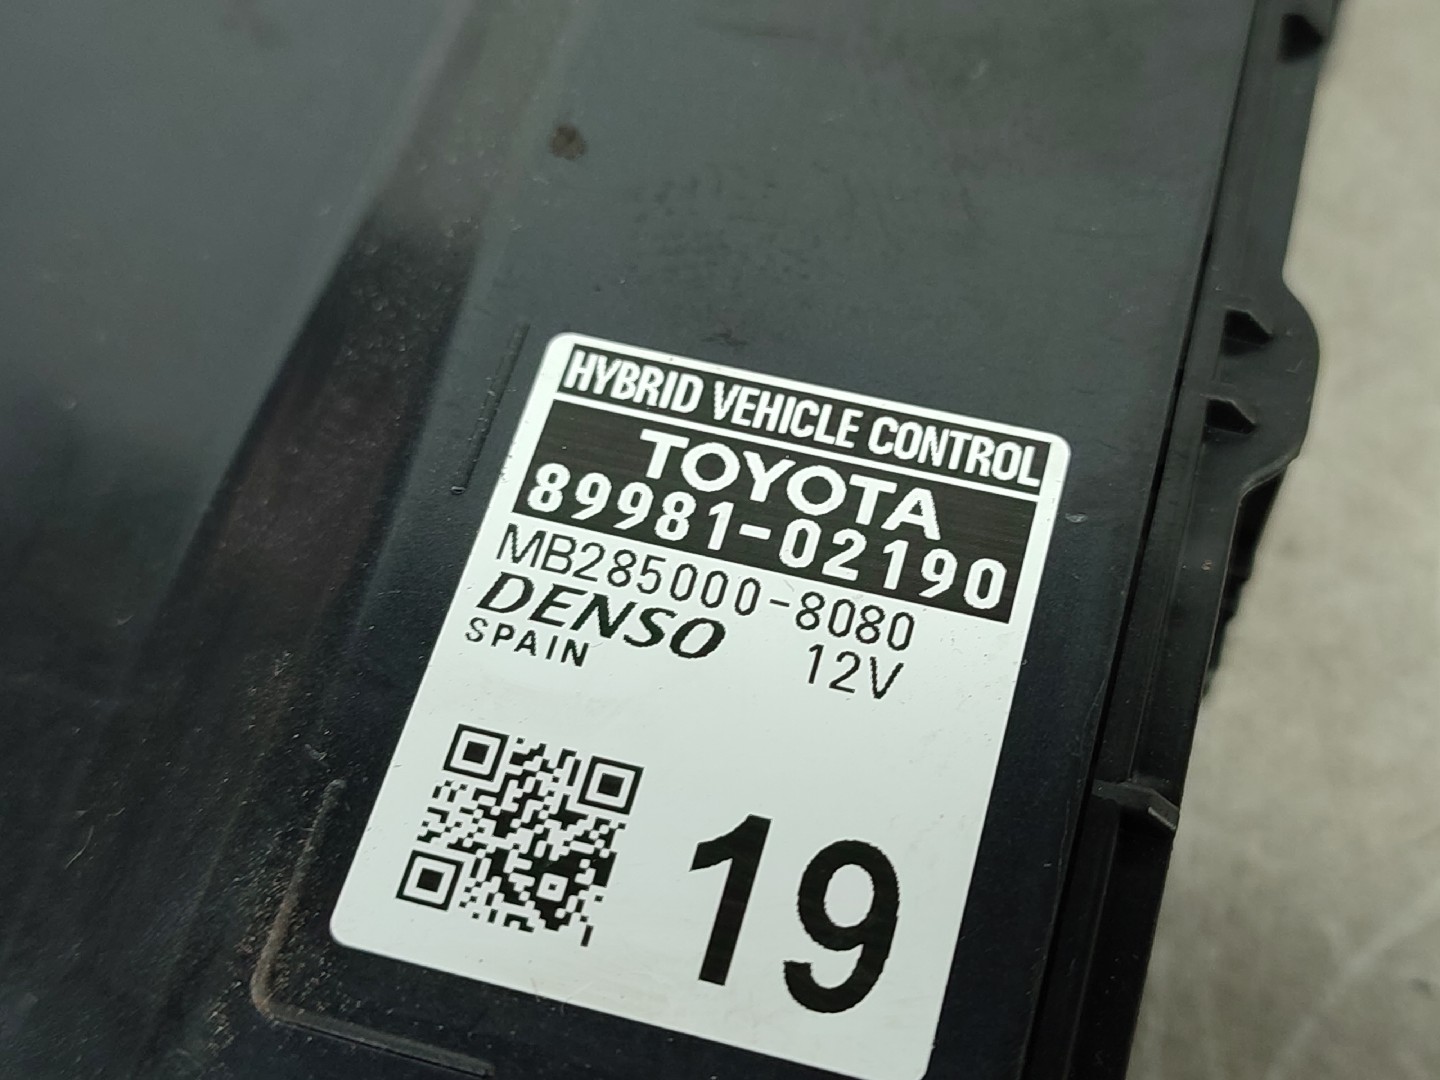 HYBRID VEHICLE CONTROL
TOYOTA
89981-02190
MB285000-8080
DENSO 12V
SPAIN
19